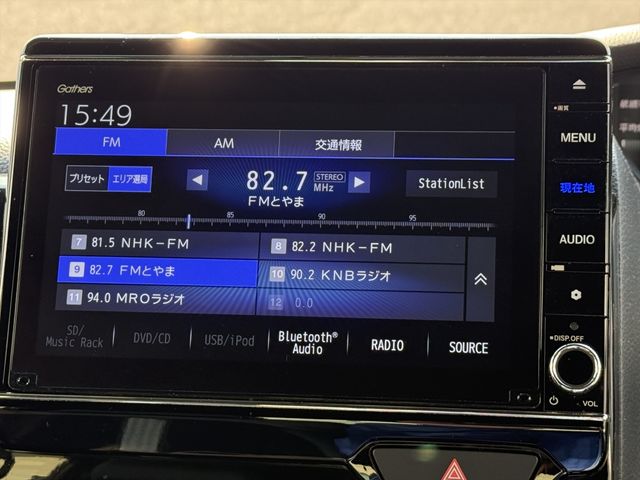 Gathers
15:49
FM AM 交通情報
プリセット エリア選局 ◀ 82.7 STEREO MHz ▶ StationList
FMとやま
80 85 90 95
7 81.5 NHK-FM 8 82.2 NHK-FM
9 82.7 FMとやま 10 90.2 KNBラジオ
11 94.0 MROラジオ 12 0.0
SD/
Music Rack DVD/CD USB/iPod Bluetooth® Audio RADIO SOURCE
画質
MENU
現在地
AUDIO
DISP.OFF
VOL